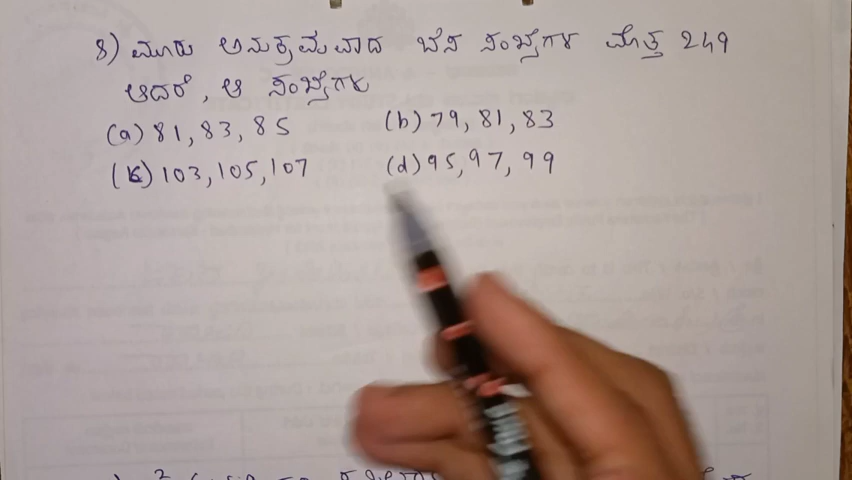 8) ಮೂರು ಅನುಕ್ರಮವಾದ ಬೆಸ ಸಂಖ್ಯೆಗಳ ಮೊತ್ತ 249
ಆದರೆ, ಆ ಸಂಖ್ಯೆಗಳು
(a) 81, 83, 85 (b) 79, 81, 83
(c) 103, 105, 107 (d) 95, 97, 99